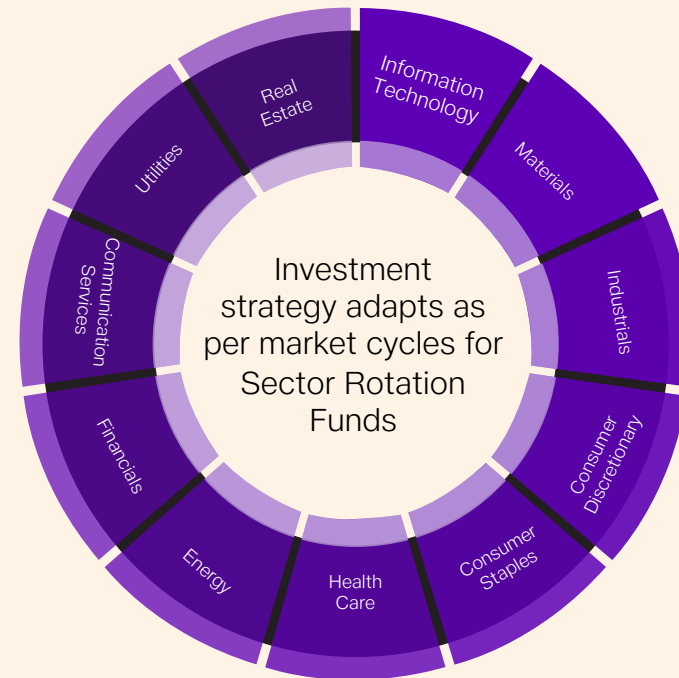 Information
Technology
Materials
Industrials
Consumer
Discretionary
Consumer
Staples
Health
Care
Energy
Financials
Communication
Services
Utilities
Real
Estate
Investment
strategy adapts as
per market cycles for
Sector Rotation
Funds